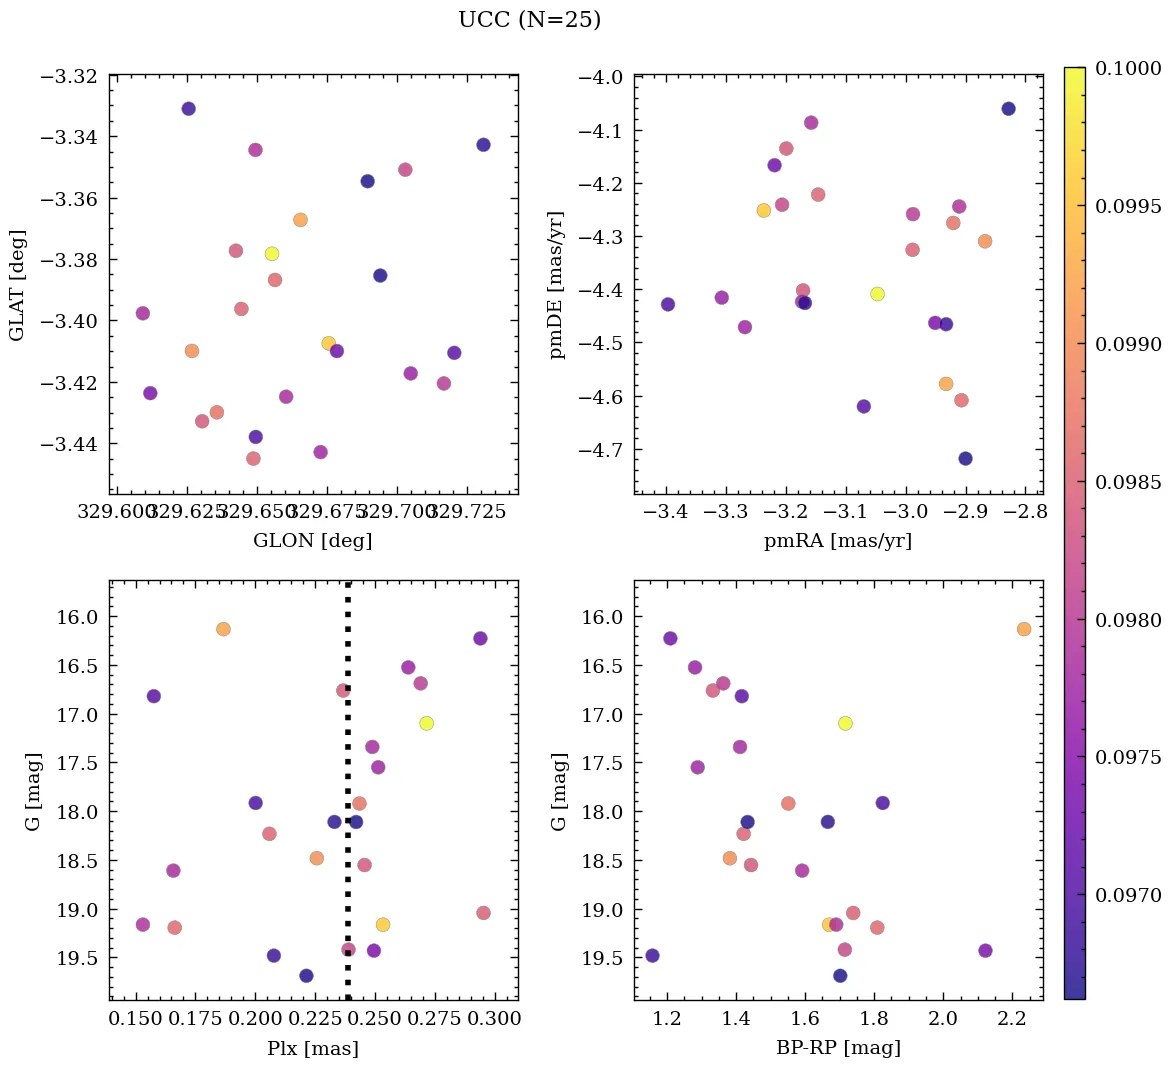 UCC (N=25)
−3.32
−3.34
−3.36
−3.38
−3.40
−3.42
−3.44
GLAT [deg]
329.600 329.625 329.650 329.675 329.700 329.725
GLON [deg]
−4.0
−4.1
−4.2
−4.3
−4.4
−4.5
−4.6
−4.7
pmDE [mas/yr]
−3.4 −3.3 −3.2 −3.1 −3.0 −2.9 −2.8
pmRA [mas/yr]
16.0
16.5
17.0
17.5
18.0
18.5
19.0
19.5
G [mag]
0.150 0.175 0.200 0.225 0.250 0.275 0.300
Plx [mas]
16.0
16.5
17.0
17.5
18.0
18.5
19.0
19.5
G [mag]
1.2 1.4 1.6 1.8 2.0 2.2
BP-RP [mag]
0.1000
0.0995
0.0990
0.0985
0.0980
0.0975
0.0970